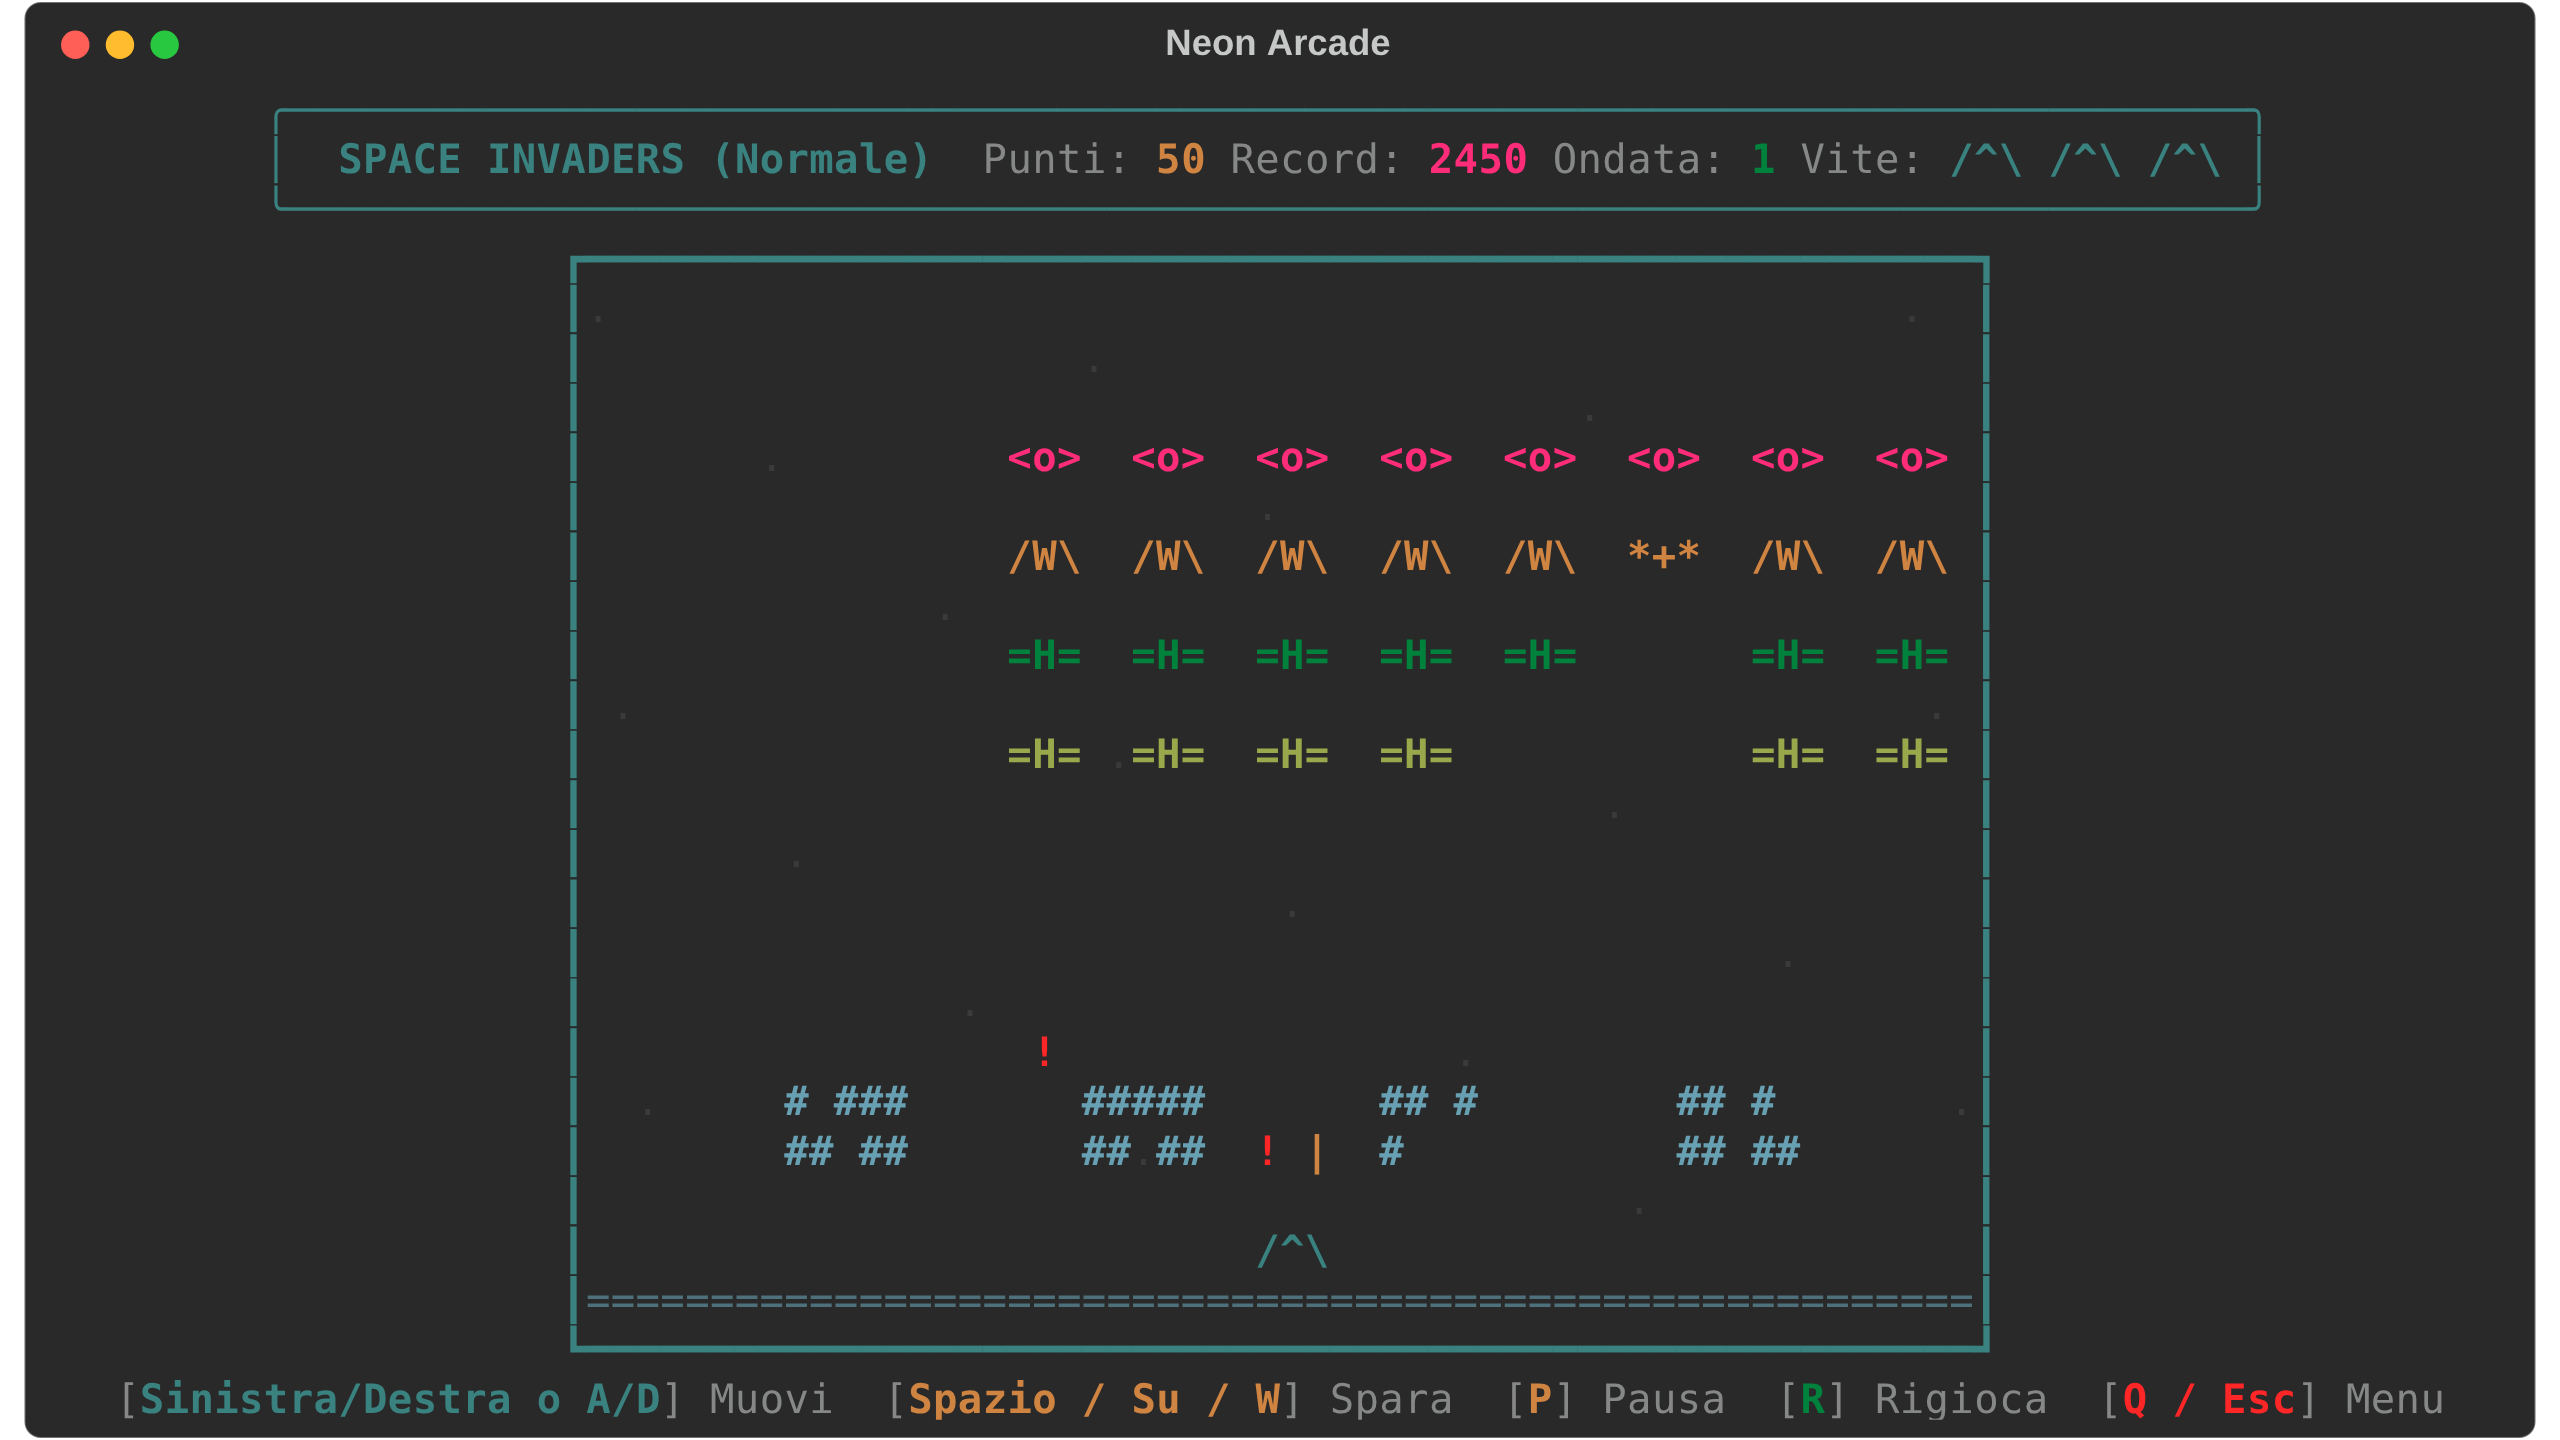 Neon Arcade
SPACE INVADERS (Normale)  Punti: 50 Record: 2450 Ondata: 1 Vite: /^\ /^\ /^\
<o>  <o>  <o>  <o>  <o>  <o>  <o>  <o>
/W\  /W\  /W\  /W\  /W\  *+*  /W\  /W\
=H=  =H=  =H=  =H=  =H=       =H=  =H=
=H=  =H=  =H=  =H=            =H=  =H=
!
# ###       #####       ## #        ## #
## ##       ## ##  ! |  #           ## ##
/^\
========================================================
[Sinistra/Destra o A/D] Muovi  [Spazio / Su / W] Spara  [P] Pausa  [R] Rigioca  [Q / Esc] Menu